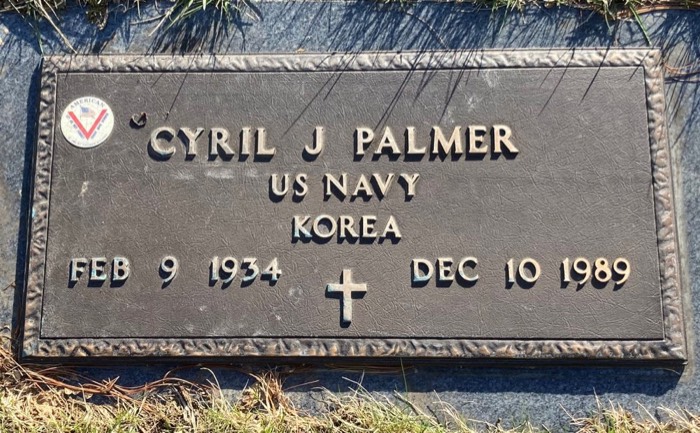 AMERICAN
CYRIL J PALMER
US NAVY
KOREA
FEB 9 1934 DEC 10 1989